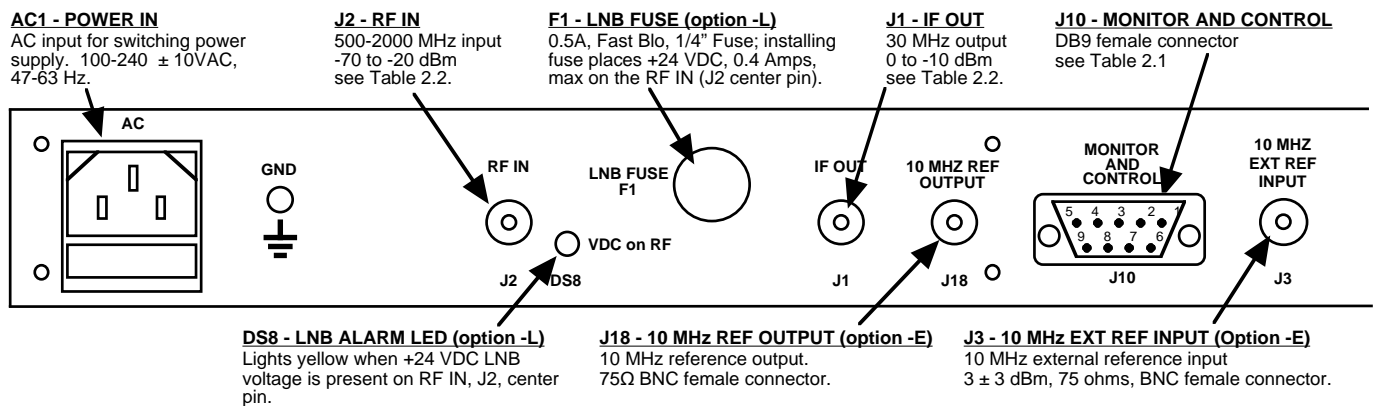 AC1 - POWER IN
AC input for switching power
supply. 100-240 ± 10VAC,
47-63 Hz.
J2 - RF IN
500-2000 MHz input
-70 to -20 dBm
see Table 2.2.
F1 - LNB FUSE (option -L)
0.5A, Fast Blo, 1/4” Fuse; installing
fuse places +24 VDC, 0.4 Amps,
max on the RF IN (J2 center pin).
J1 - IF OUT
30 MHz output
0 to -10 dBm
see Table 2.2.
J10 - MONITOR AND CONTROL
DB9 female connector
see Table 2.1
AC
GND
RF IN
J2
DS8
VDC on RF
LNB FUSE
F1
IF OUT
J1
10 MHZ REF
OUTPUT
J18
MONITOR
AND
CONTROL
5 4 3 2 1
9 8 7 6
J10
10 MHZ
EXT REF
INPUT
J3
DS8 - LNB ALARM LED (option -L)
Lights yellow when +24 VDC LNB
voltage is present on RF IN, J2, center
pin.
J18 - 10 MHz REF OUTPUT (option -E)
10 MHz reference output.
75Ω BNC female connector.
J3 - 10 MHz EXT REF INPUT (Option -E)
10 MHz external reference input
3 ± 3 dBm, 75 ohms, BNC female connector.